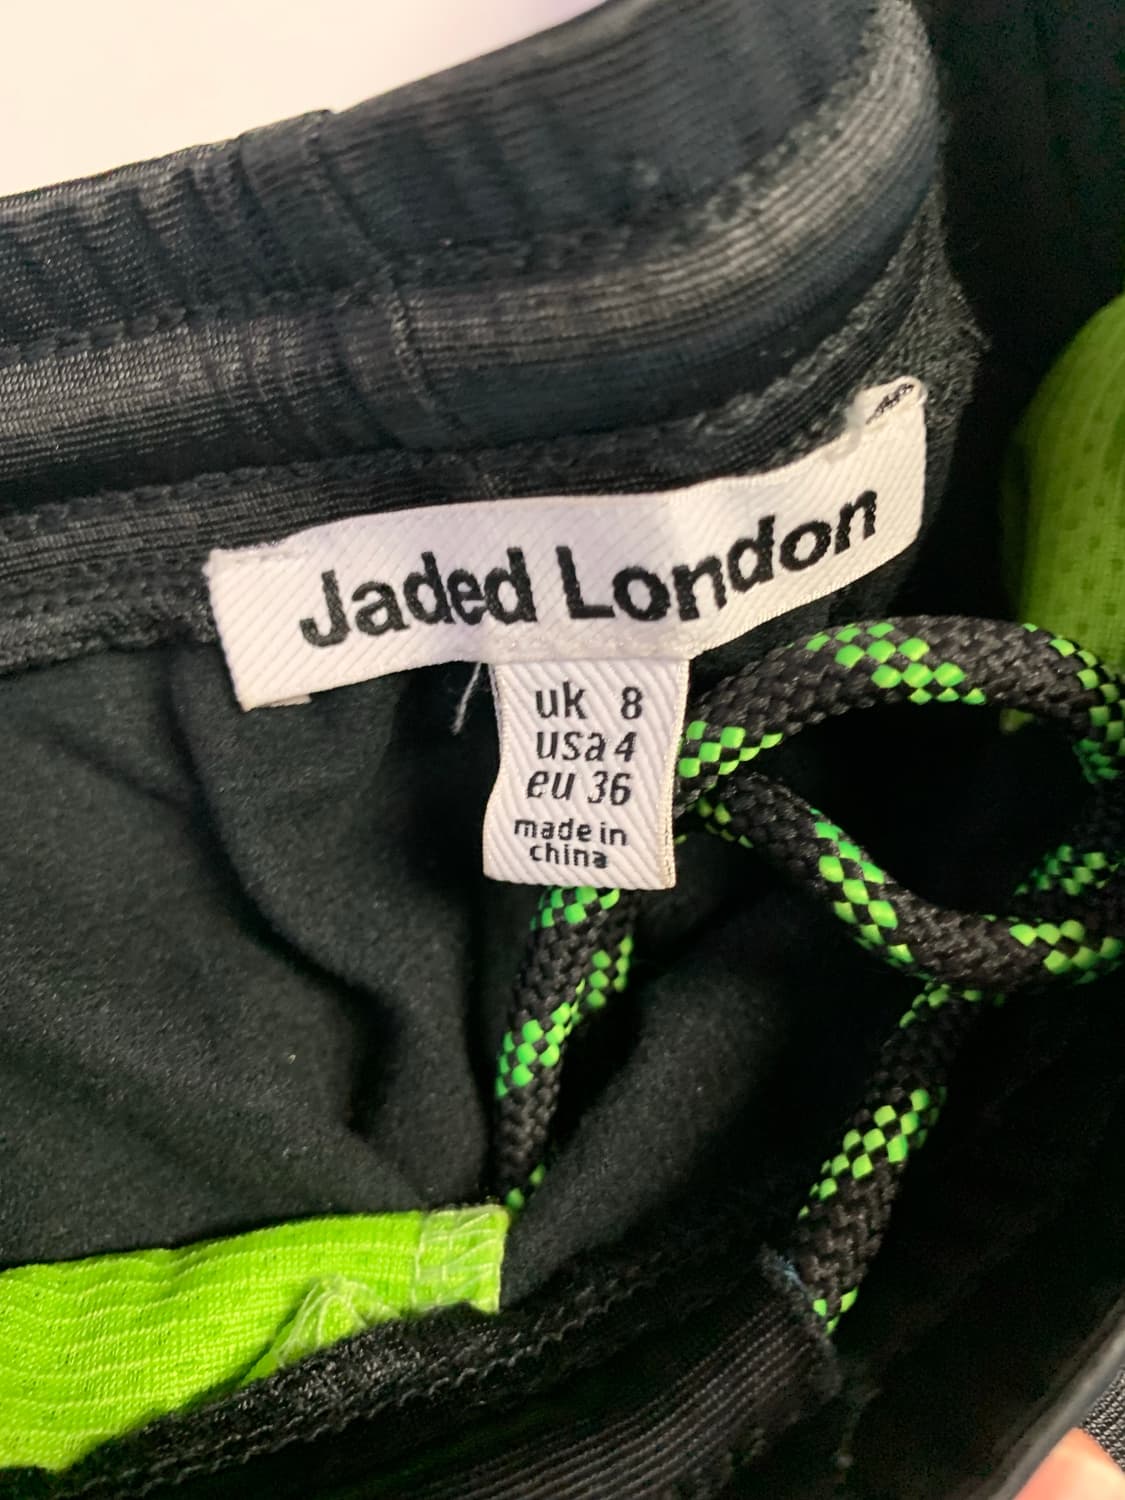 Jaded London
uk 8
usa 4
eu 36
made in
china